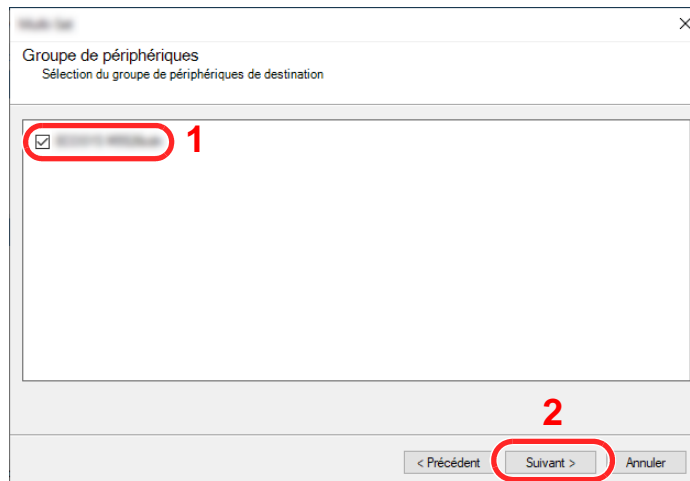 Groupe de périphériques
Sélection du groupe de périphériques de destination
1
2
< Précédent
Suivant >
Annuler